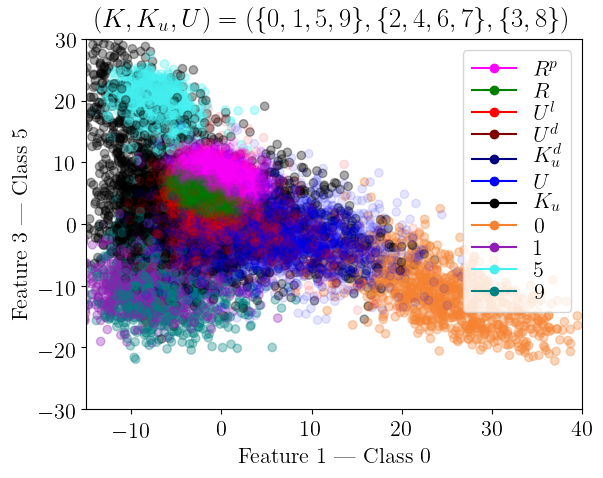 (K, K_u, U) = ({0, 1, 5, 9}, {2, 4, 6, 7}, {3, 8})
30
20
10
0
−10
−20
−30
Feature 3 — Class 5
R^p
R
U^l
U^d
K_u^d
U
K_u
0
1
5
9
−10
0
10
20
30
40
Feature 1 — Class 0